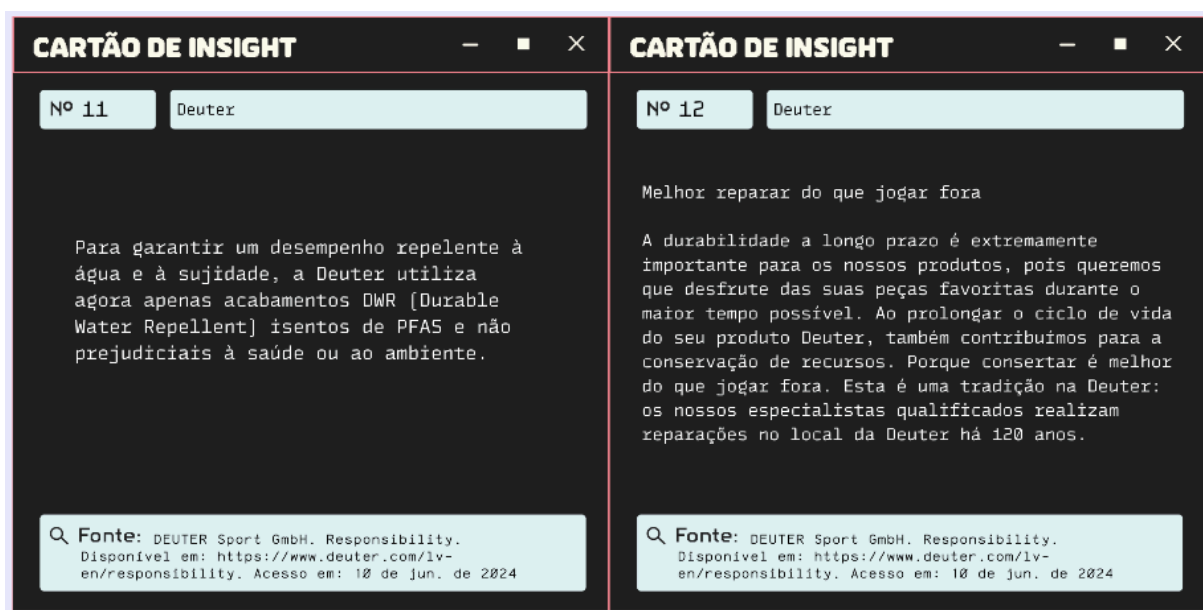 CARTÃO DE INSIGHT
Nº 11
Deuter
Para garantir um desempenho repelente à
água e à sujidade, a Deuter utiliza
agora apenas acabamentos DWR (Durable
Water Repellent) isentos de PFAS e não
prejudiciais à saúde ou ao ambiente.
Fonte: DEUTER Sport GmbH. Responsibility.
Disponível em: https://www.deuter.com/lv-
en/responsibility. Acesso em: 10 de jun. de 2024
CARTÃO DE INSIGHT
Nº 12
Deuter
Melhor reparar do que jogar fora
A durabilidade a longo prazo é extremamente
importante para os nossos produtos, pois queremos
que desfrute das suas peças favoritas durante o
maior tempo possível. Ao prolongar o ciclo de vida
do seu produto Deuter, também contribuímos para a
conservação de recursos. Porque consertar é melhor
do que jogar fora. Esta é uma tradição na Deuter:
os nossos especialistas qualificados realizam
reparações no local da Deuter há 120 anos.
Fonte: DEUTER Sport GmbH. Responsibility.
Disponível em: https://www.deuter.com/lv-
en/responsibility. Acesso em: 10 de jun. de 2024